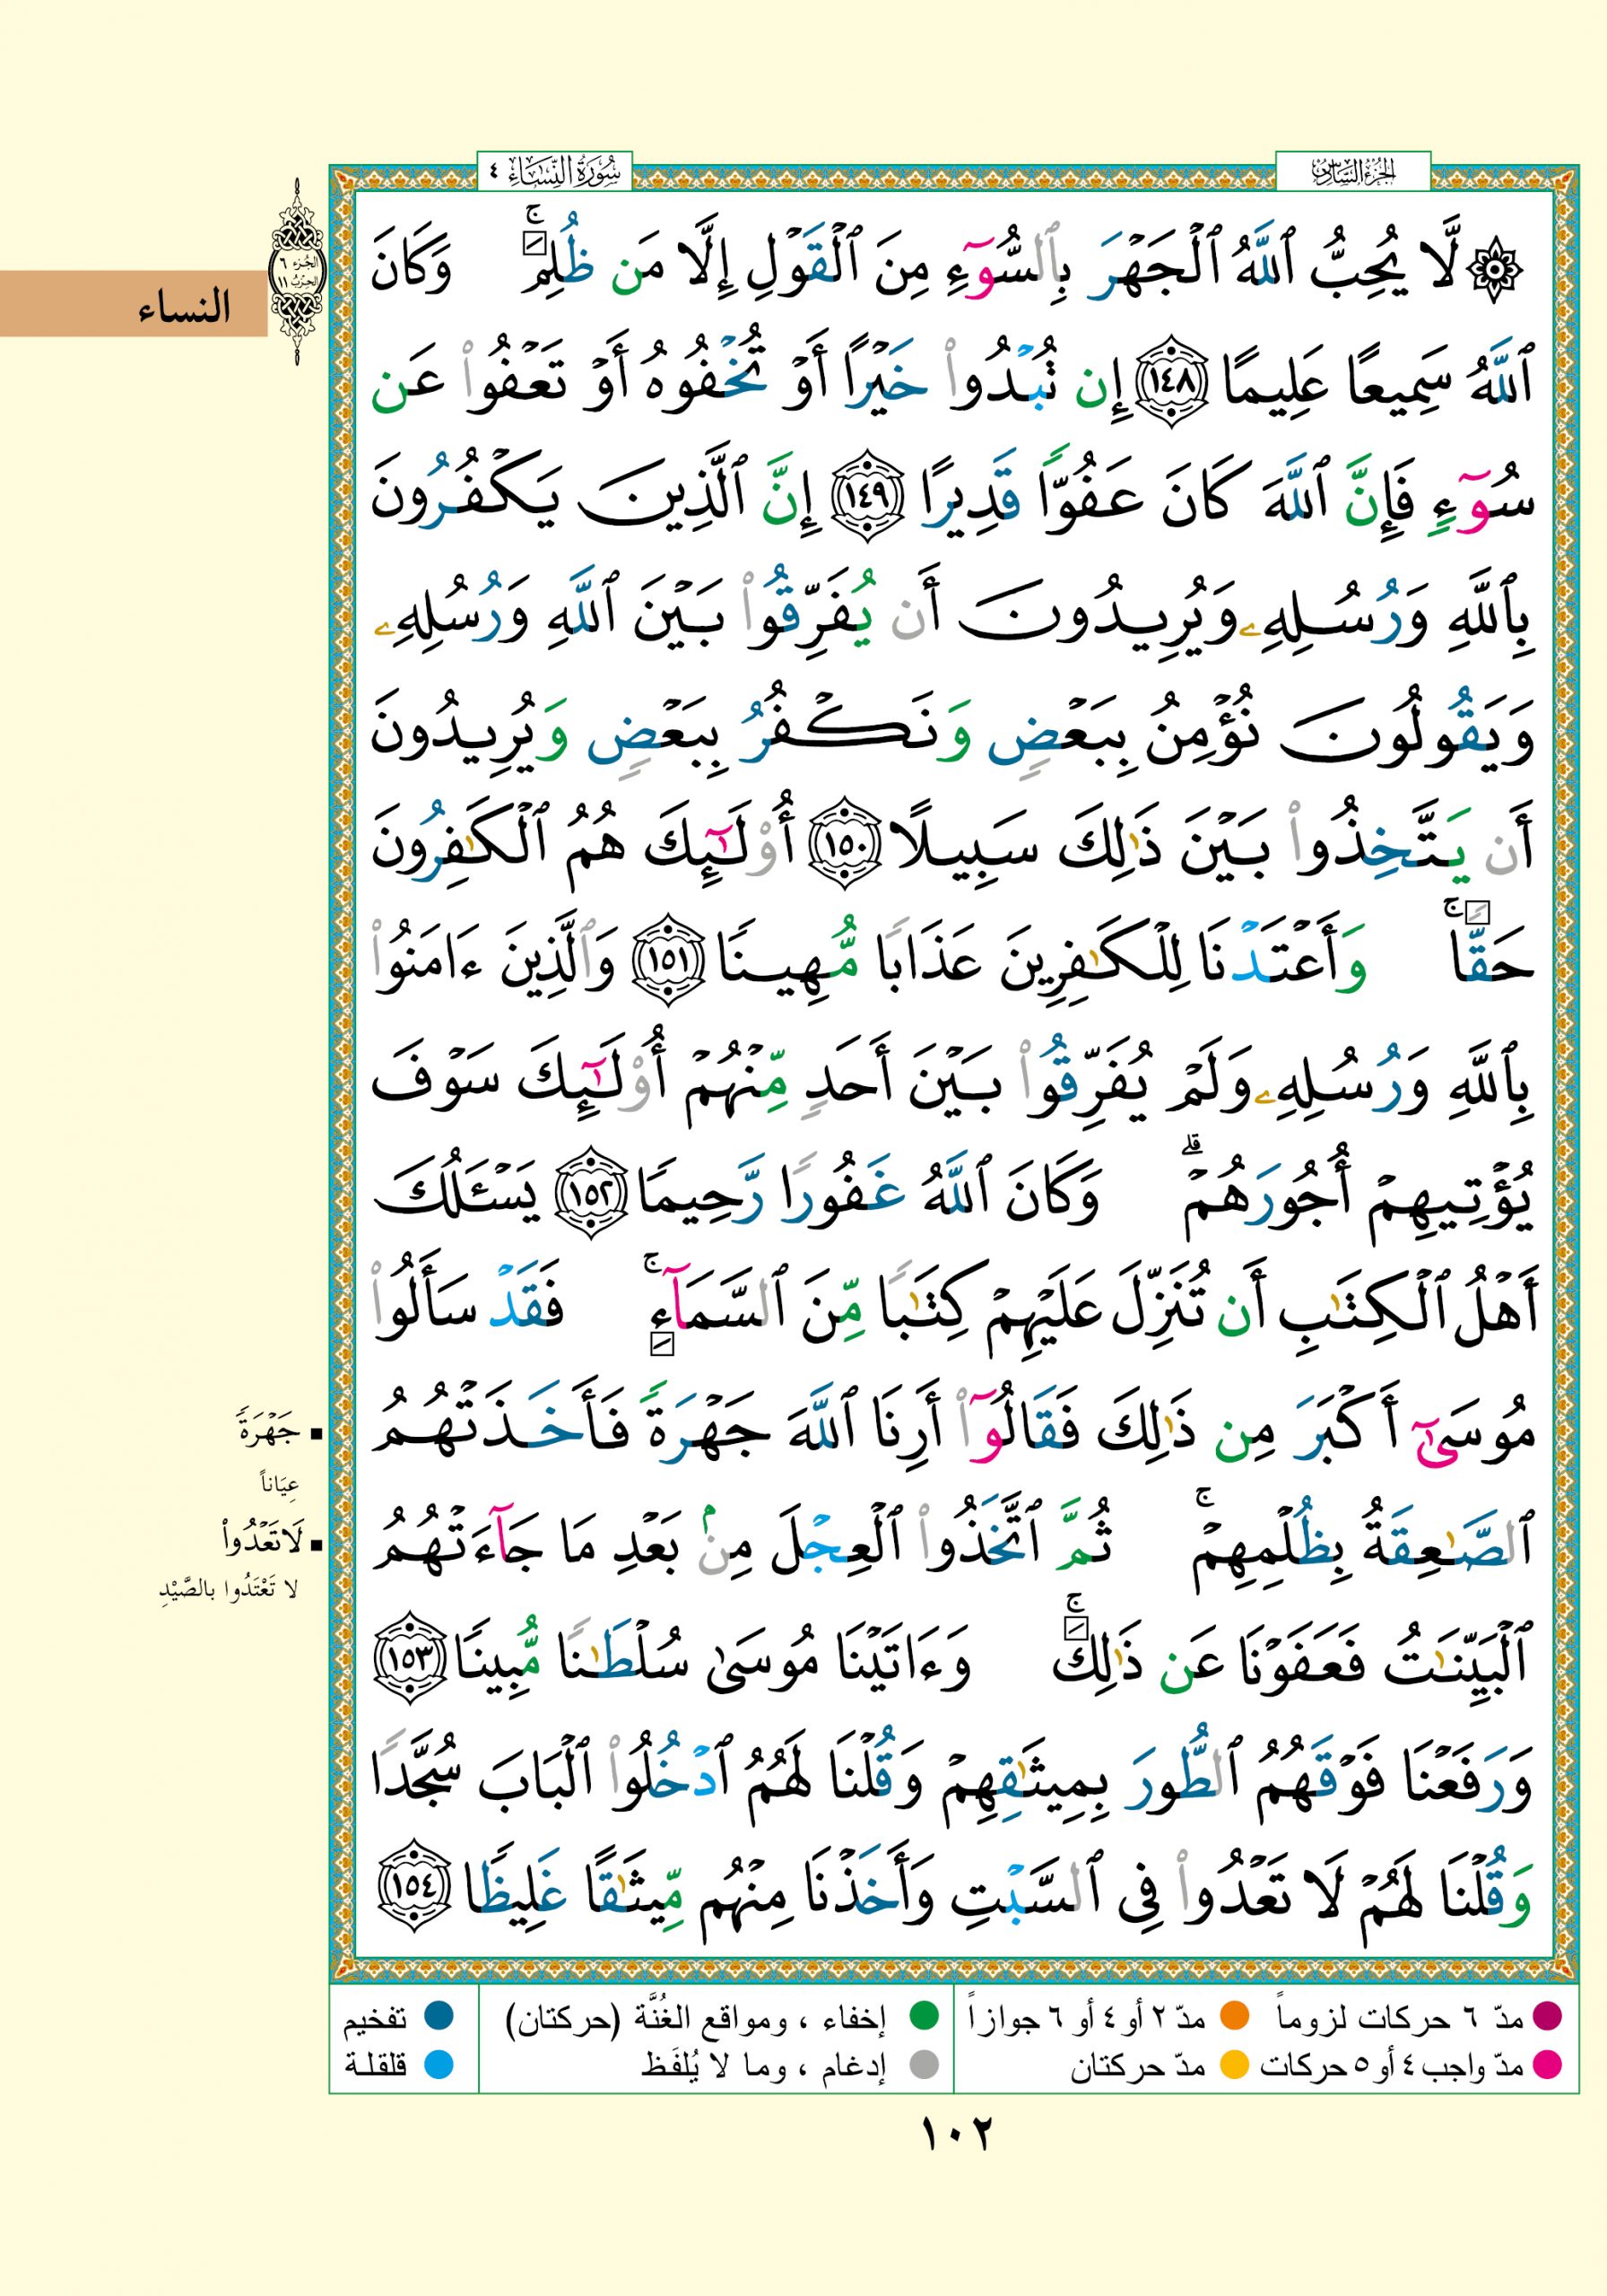 الجزء السادس
سورة النساء ٤
الجزء ٦
الحزب ١١
النساء
۞ لَّا يُحِبُّ ٱللَّهُ ٱلْجَهْرَ بِٱلسُّوٓءِ مِنَ ٱلْقَوْلِ إِلَّا مَن ظُلِمَ ۚ وَكَانَ
ٱللَّهُ سَمِيعًا عَلِيمًا ﴿١٤٨﴾ إِن تُبْدُوا۟ خَيْرًا أَوْ تُخْفُوهُ أَوْ تَعْفُوا۟ عَن
سُوٓءٍ فَإِنَّ ٱللَّهَ كَانَ عَفُوًّا قَدِيرًا ﴿١٤٩﴾ إِنَّ ٱلَّذِينَ يَكْفُرُونَ
بِٱللَّهِ وَرُسُلِهِۦ وَيُرِيدُونَ أَن يُفَرِّقُوا۟ بَيْنَ ٱللَّهِ وَرُسُلِهِۦ
وَيَقُولُونَ نُؤْمِنُ بِبَعْضٍ وَنَكْفُرُ بِبَعْضٍ وَيُرِيدُونَ
أَن يَتَّخِذُوا۟ بَيْنَ ذَٰلِكَ سَبِيلًا ﴿١٥٠﴾ أُو۟لَـٰٓئِكَ هُمُ ٱلْكَـٰفِرُونَ
حَقًّا ۚ وَأَعْتَدْنَا لِلْكَـٰفِرِينَ عَذَابًا مُّهِينًا ﴿١٥١﴾ وَٱلَّذِينَ ءَامَنُوا۟
بِٱللَّهِ وَرُسُلِهِۦ وَلَمْ يُفَرِّقُوا۟ بَيْنَ أَحَدٍ مِّنْهُمْ أُو۟لَـٰٓئِكَ سَوْفَ
يُؤْتِيهِمْ أُجُورَهُمْ ۗ وَكَانَ ٱللَّهُ غَفُورًا رَّحِيمًا ﴿١٥٢﴾ يَسْـَٔلُكَ
أَهْلُ ٱلْكِتَـٰبِ أَن تُنَزِّلَ عَلَيْهِمْ كِتَـٰبًا مِّنَ ٱلسَّمَآءِ ۚ فَقَدْ سَأَلُوا۟
مُوسَىٰٓ أَكْبَرَ مِن ذَٰلِكَ فَقَالُوٓا۟ أَرِنَا ٱللَّهَ جَهْرَةً فَأَخَذَتْهُمُ
ٱلصَّـٰعِقَةُ بِظُلْمِهِمْ ۚ ثُمَّ ٱتَّخَذُوا۟ ٱلْعِجْلَ مِنۢ بَعْدِ مَا جَآءَتْهُمُ
ٱلْبَيِّنَـٰتُ فَعَفَوْنَا عَن ذَٰلِكَ ۚ وَءَاتَيْنَا مُوسَىٰ سُلْطَـٰنًا مُّبِينًا ﴿١٥٣﴾
وَرَفَعْنَا فَوْقَهُمُ ٱلطُّورَ بِمِيثَـٰقِهِمْ وَقُلْنَا لَهُمُ ٱدْخُلُوا۟ ٱلْبَابَ سُجَّدًا
وَقُلْنَا لَهُمْ لَا تَعْدُوا۟ فِى ٱلسَّبْتِ وَأَخَذْنَا مِنْهُم مِّيثَـٰقًا غَلِيظًا ﴿١٥٤﴾
▪ جَهْرَةً
عِيَاناً
▪ لَا تَعْدُوا۟
لا تَعْتَدُوا بالصَّيْدِ
مدّ ٦ حركات لزوماً ● مدّ ٢ أو ٤ أو ٦ جوازاً ● إخفاء ، ومواقع الغُنَّة (حركتان) ● تفخيم
مدّ واجب ٤ أو ٥ حركات ● مدّ حركتان ● إدغام ، وما لا يُلفَظ ● قلقلة
١٠٢